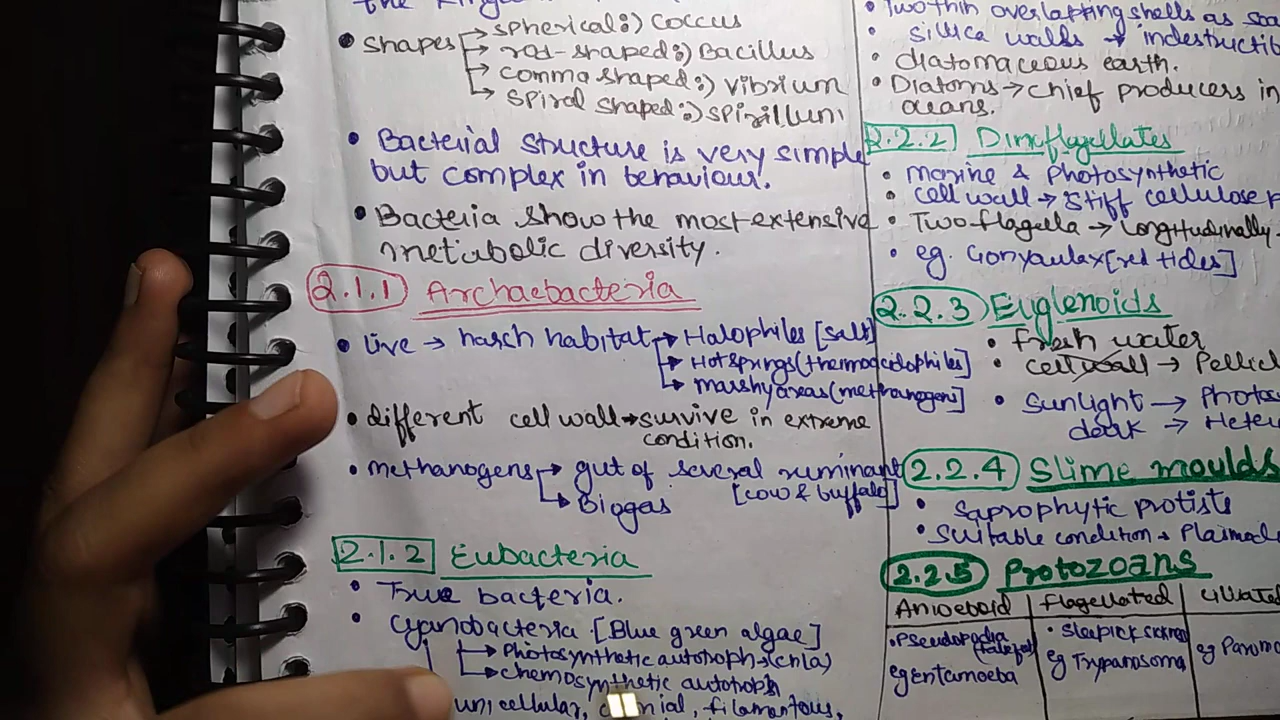 the King
• shapes → spherical:) Coccus
→ rod-shaped:) Bacillus
→ comma shaped:) vibrium
→ spiral shaped:) spirillum
• Bacterial structure is very simple
but complex in behaviour.
• Bacteria show the most extensive
metabolic diversity.
2.1.1 Archaebacteria
• live → harsh habitat → Halophiles [salt]
→ Hotsprings (thermoacidophiles]
→ marshy areas (methanogens]
• different cell wall → survive in extreme
condition.
• methanogens → gut of several ruminant
[cow & buffalo]
→ Biogas
2.1.2 Eubacteria
• True bacteria.
• Cyanobacteria [Blue green algae]
→ Photosynthetic autotroph → (chla)
→ chemosynthetic autotroph
unicellular, filamentous,
• Two thin overlapping shells as
• silica walls → indestructib
• diatomaceous earth.
• Diatoms → chief producers in
oceans.
2.2.2 Dinoflagellates
• marine & photosynthetic
• cell wall → stiff cellulose p
• Two flagella → longitudinally
• eg. Gonyaulax [red tides]
2.2.3 Euglenoids
• fresh water
• cell wall → Pellic
• sunlight → Photos
dark → Heter
2.2.4 Slime moulds
• saprophytic protists
• suitable condition → Plasmod
2.2.5 Protozoans
Amoeboid flagellated Ciliated
• Pseudopodia
eg entamoeba
• sleeping sickness
eg Trypanosoma
eg Param